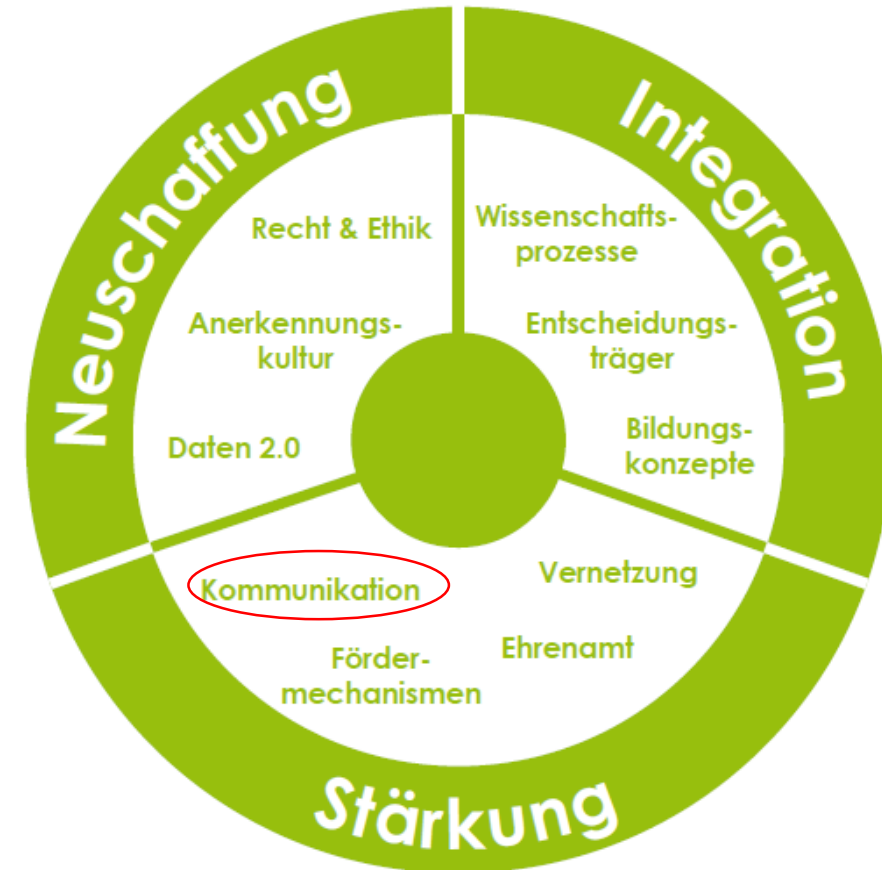 Neuschaffung
Recht & Ethik
Anerkennungs-
kultur
Daten 2.0
Integration
Wissenschafts-
prozesse
Entscheidungs-
träger
Bildungs-
konzepte
Stärkung
Kommunikation
Vernetzung
Förder-
mechanismen
Ehrenamt